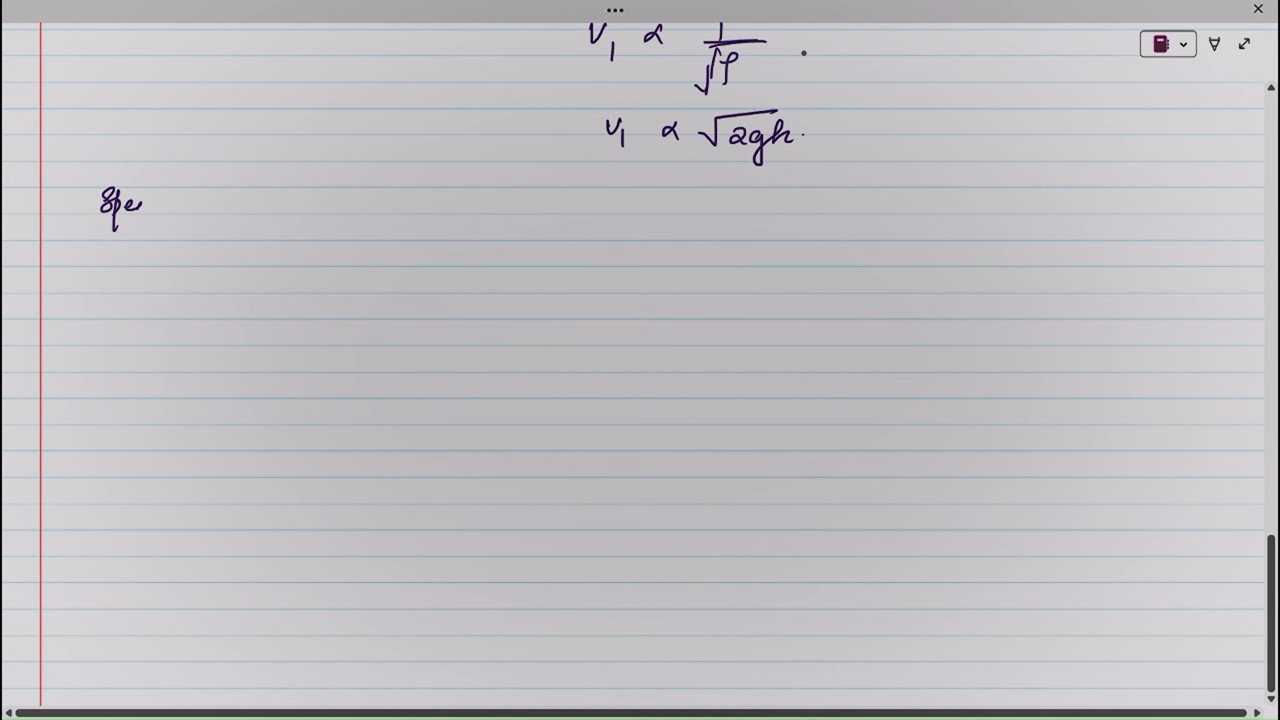 V₁ ∝ 1/√ρ
V₁ ∝ √2gh.
Spe